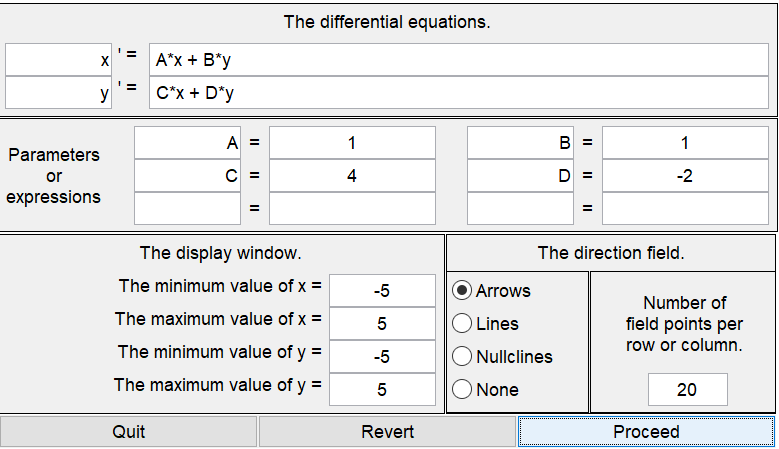 The differential equations.
x ' = A*x + B*y
y ' = C*x + D*y
Parameters
or
expressions
A = 1
B = 1
C = 4
D = -2
=
=
The display window.
The minimum value of x = -5
The maximum value of x = 5
The minimum value of y = -5
The maximum value of y = 5
The direction field.
Arrows
Lines
Nullclines
None
Number of
field points per
row or column.
20
Quit
Revert
Proceed